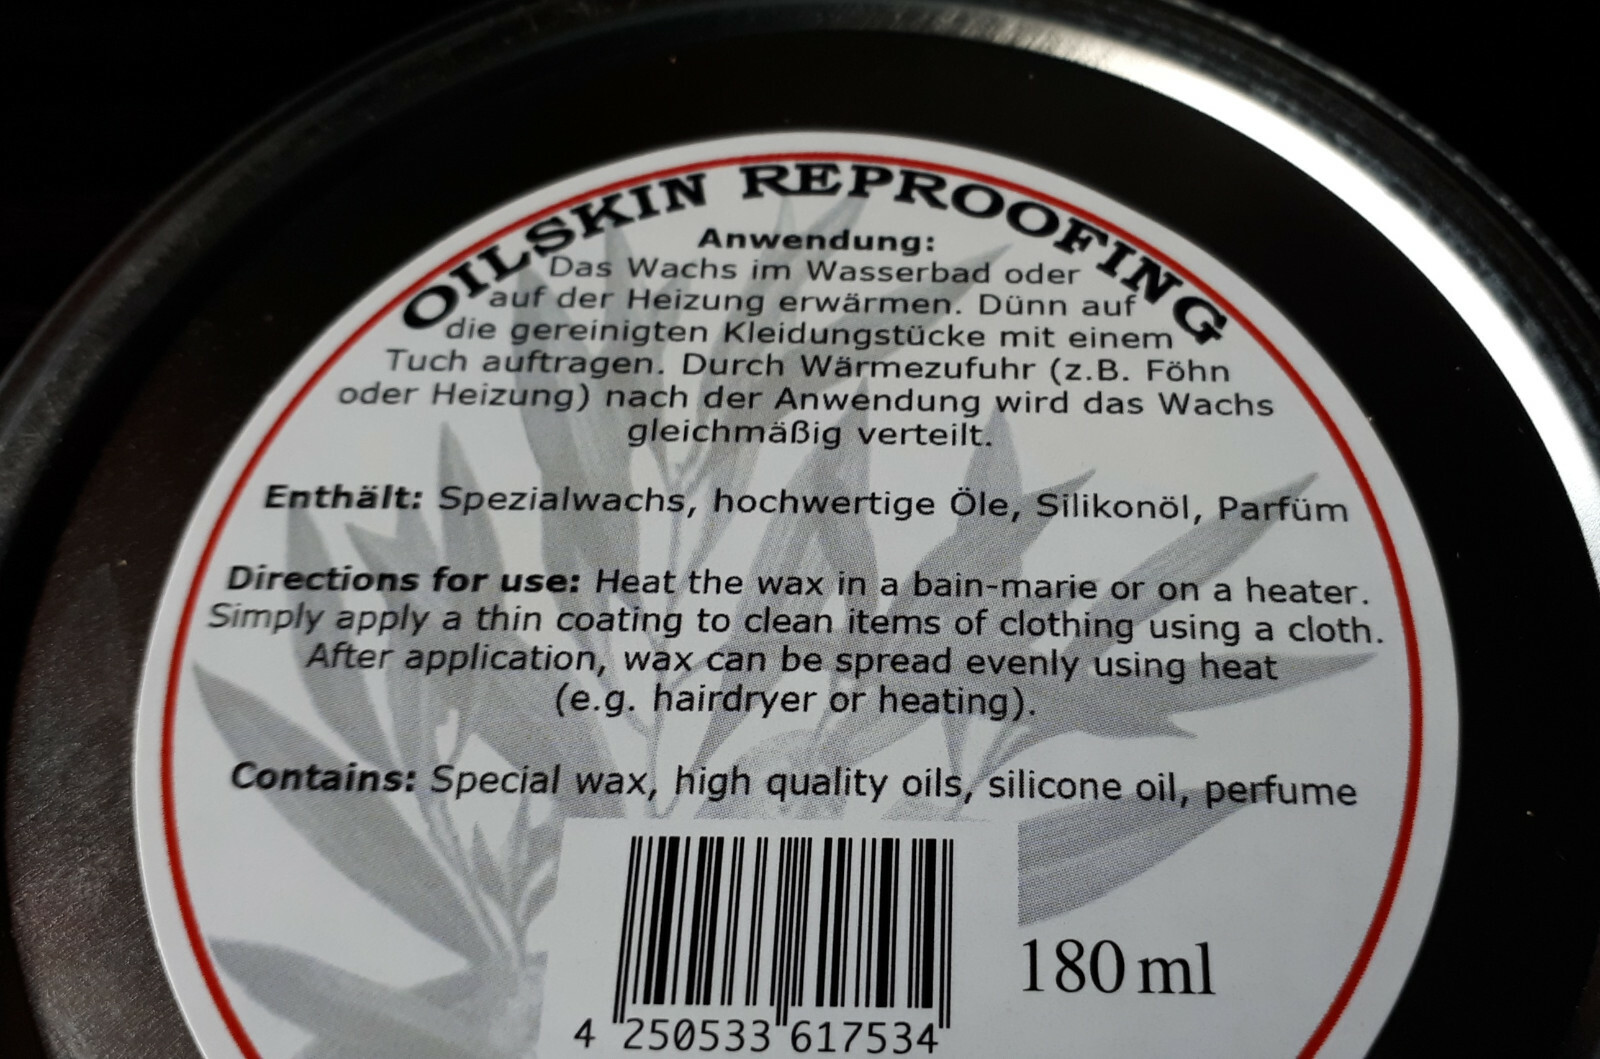 OILSKIN REPROOFING
Anwendung:
Das Wachs im Wasserbad oder
auf der Heizung erwärmen. Dünn auf
die gereinigten Kleidungstücke mit einem
Tuch auftragen. Durch Wärmezufuhr (z.B. Föhn
oder Heizung) nach der Anwendung wird das Wachs
gleichmäßig verteilt.
Enthält: Spezialwachs, hochwertige Öle, Silikonöl, Parfüm
Directions for use: Heat the wax in a bain-marie or on a heater.
Simply apply a thin coating to clean items of clothing using a cloth.
After application, wax can be spread evenly using heat
(e.g. hairdryer or heating).
Contains: Special wax, high quality oils, silicone oil, perfume
180 ml
4 250533 617534